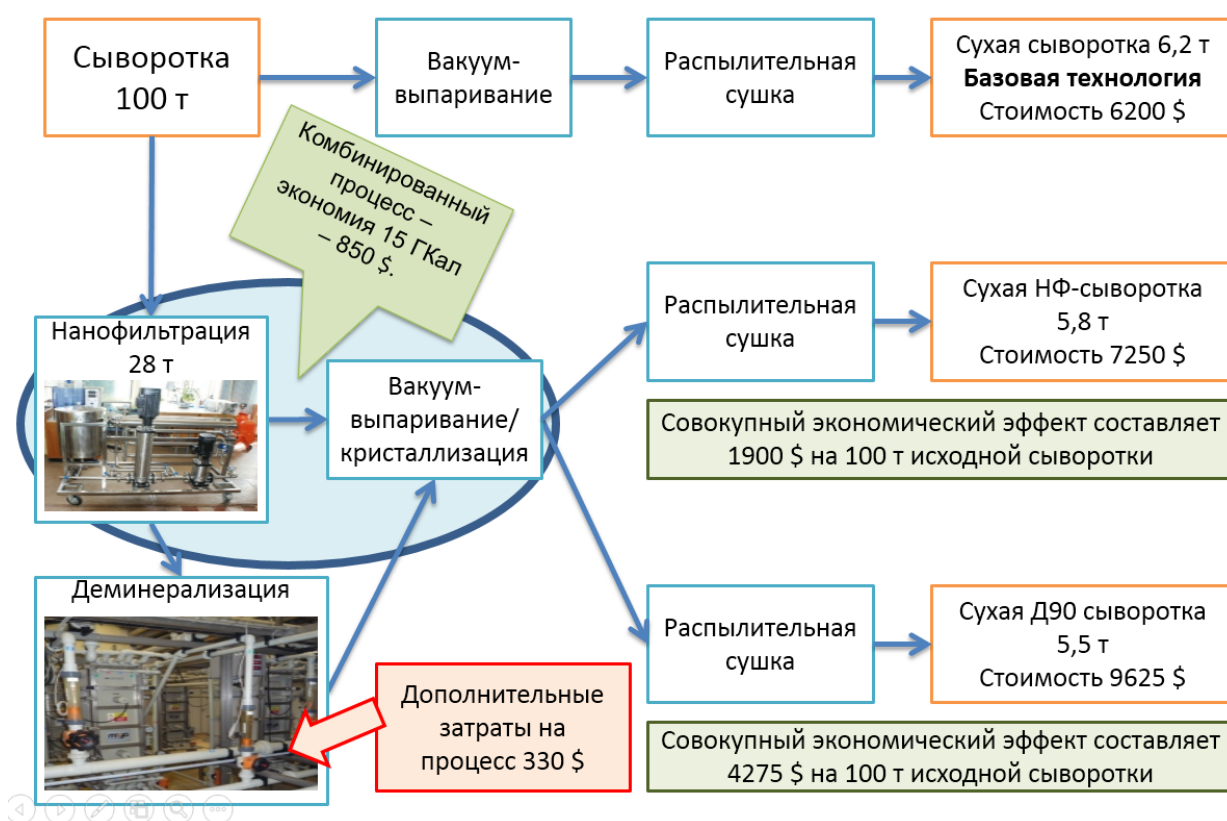 Сыворотка
100 т
Вакуум-
выпаривание
Распылительная
сушка
Сухая сыворотка 6,2 т
Базовая технология
Стоимость 6200 $
Комбинированный
процесс –
экономия 15 ГКал
– 850 $.
Нанофильтрация
28 т
Вакуум-
выпаривание/
кристаллизация
Распылительная
сушка
Сухая НФ-сыворотка
5,8 т
Стоимость 7250 $
Совокупный экономический эффект составляет
1900 $ на 100 т исходной сыворотки
Деминерализация
Дополнительные
затраты на
процесс 330 $
Распылительная
сушка
Сухая Д90 сыворотка
5,5 т
Стоимость 9625 $
Совокупный экономический эффект составляет
4275 $ на 100 т исходной сыворотки